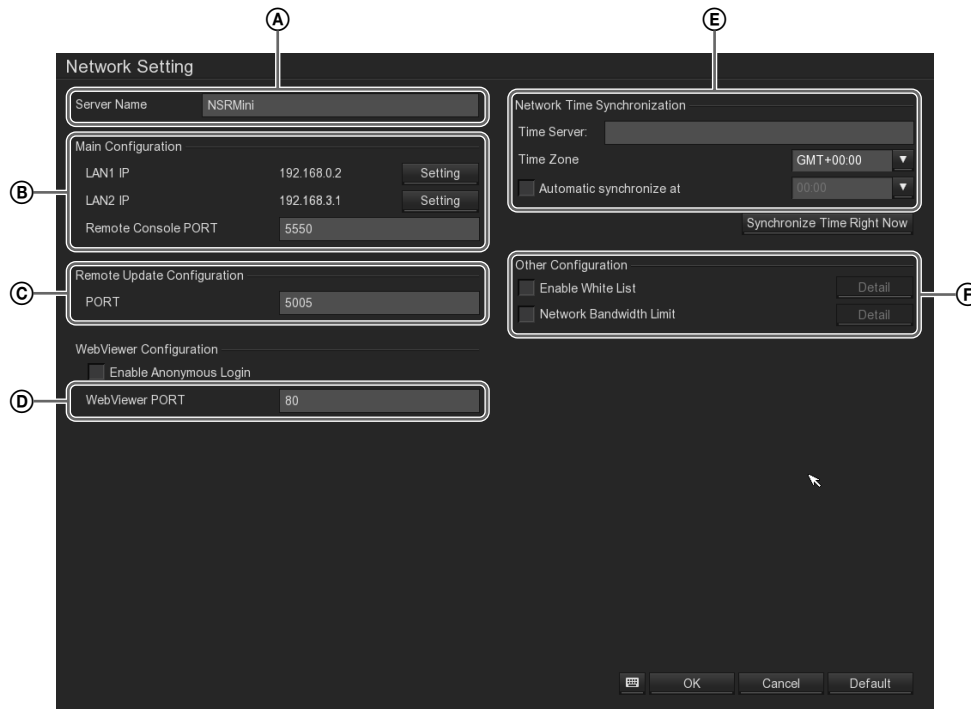 A
E
Network Setting
Server Name NSRMini
Main Configuration
LAN1 IP 192.168.0.2 Setting
LAN2 IP 192.168.3.1 Setting
Remote Console PORT 5550
B
Remote Update Configuration
PORT 5005
C
WebViewer Configuration
Enable Anonymous Login
WebViewer PORT 80
D
Network Time Synchronization
Time Server:
Time Zone GMT+00:00
Automatic synchronize at 00:00
Synchronize Time Right Now
Other Configuration
Enable White List Detail
Network Bandwidth Limit Detail
F
OK Cancel Default